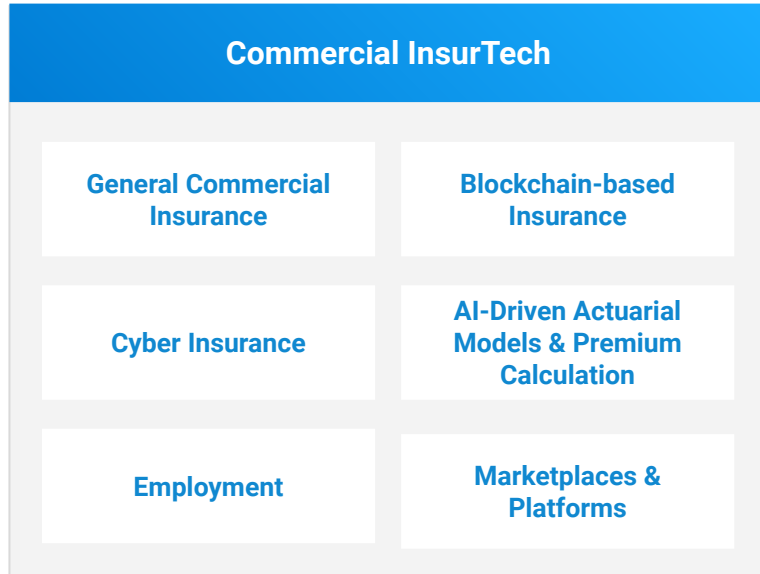 Commercial InsurTech
General Commercial
Insurance
Blockchain-based
Insurance
Cyber Insurance
AI-Driven Actuarial
Models & Premium
Calculation
Employment
Marketplaces &
Platforms